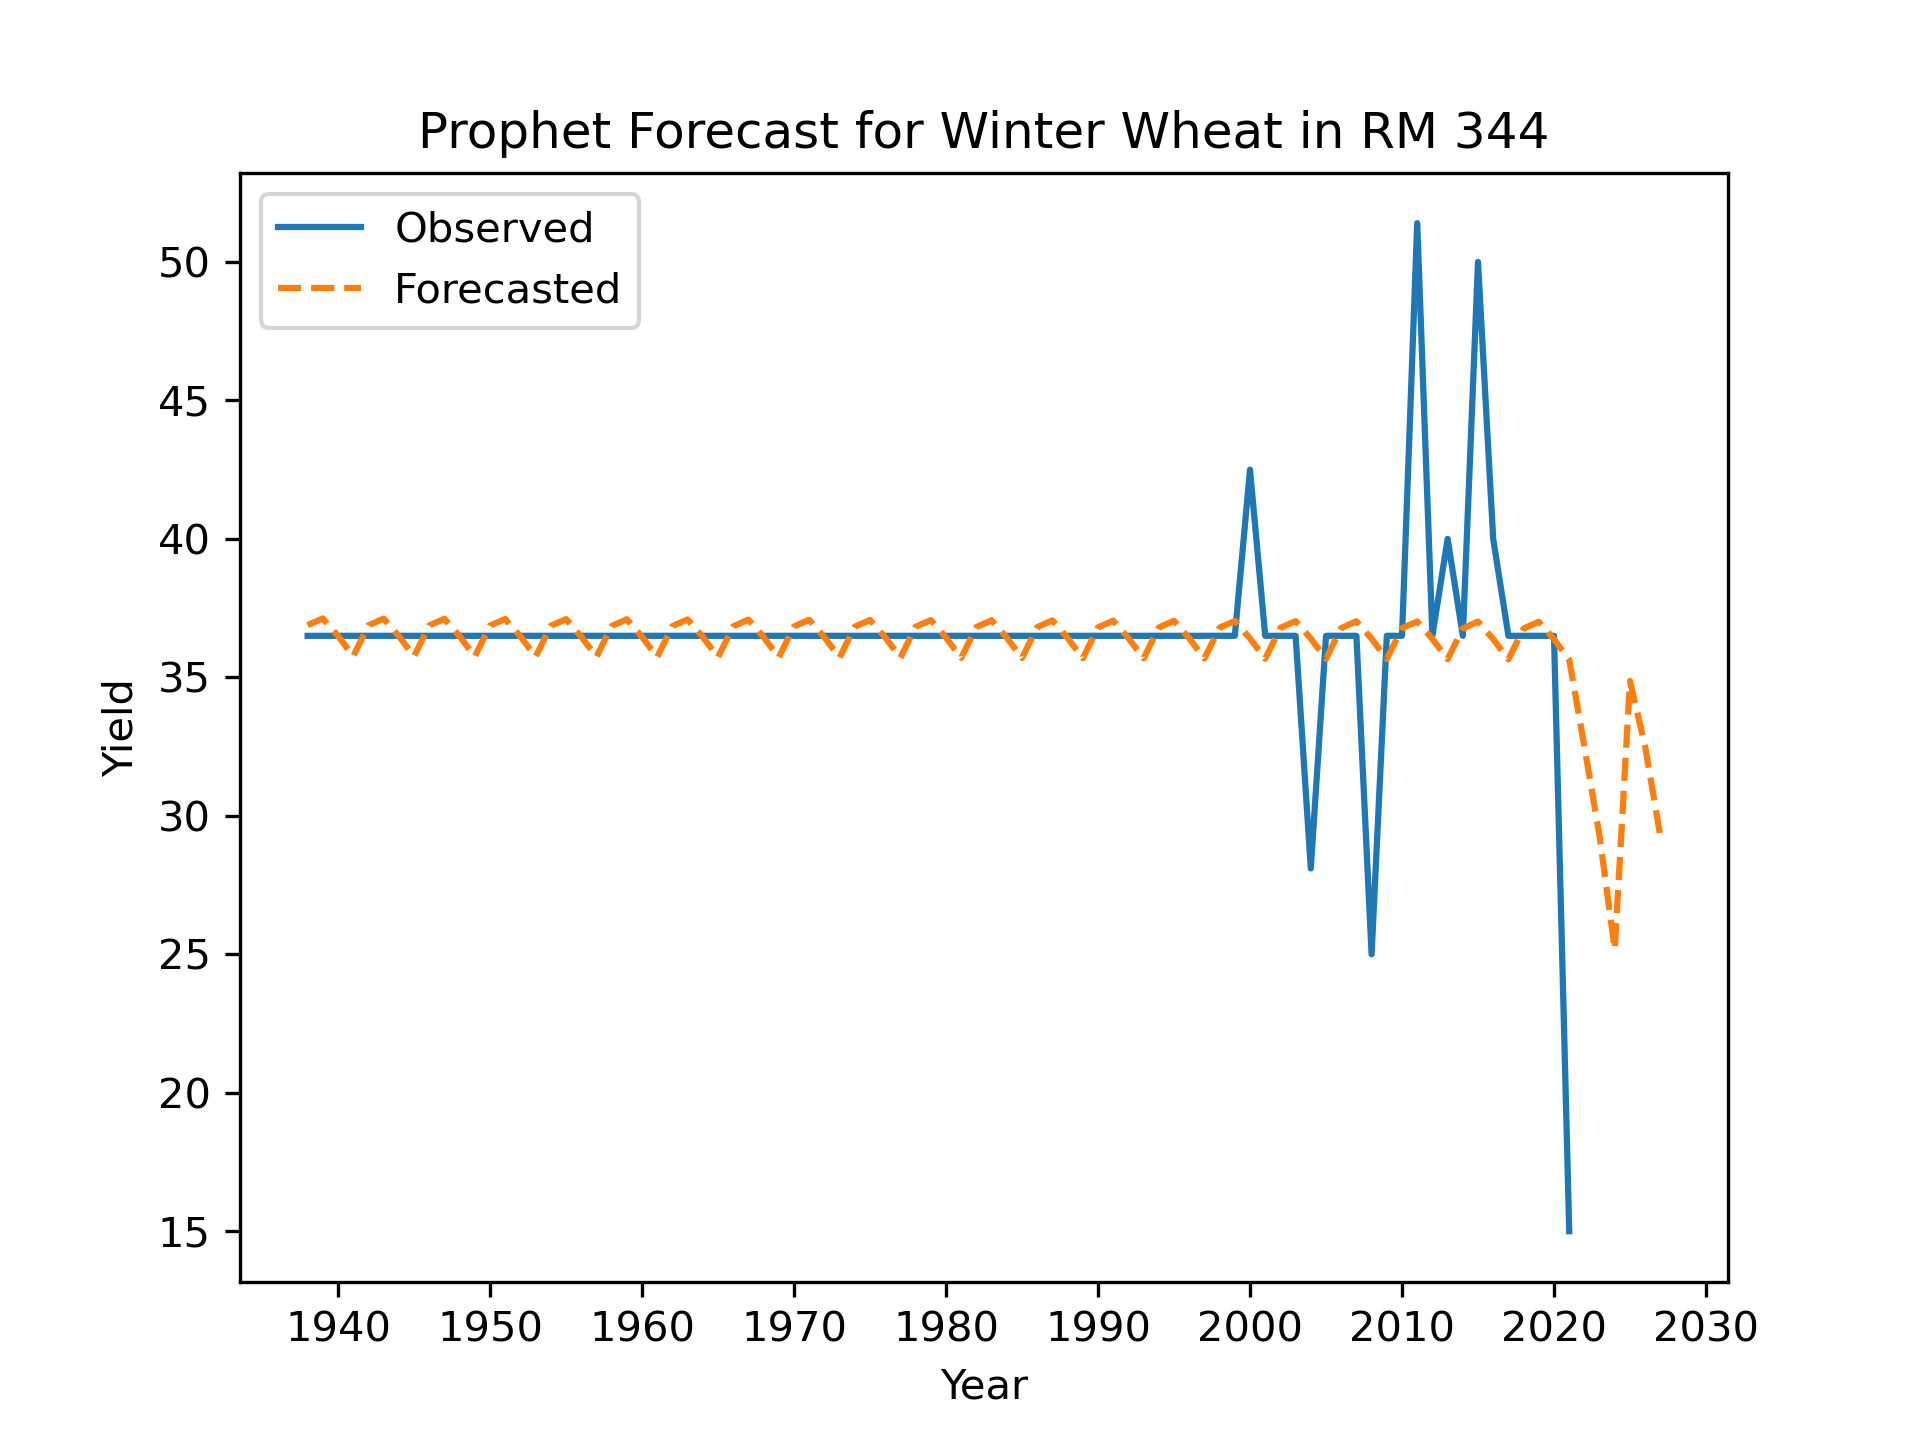 Prophet Forecast for Winter Wheat in RM 344
Observed
Forecasted
50
45
40
35
30
25
20
15
Yield
1940 1950 1960 1970 1980 1990 2000 2010 2020 2030
Year